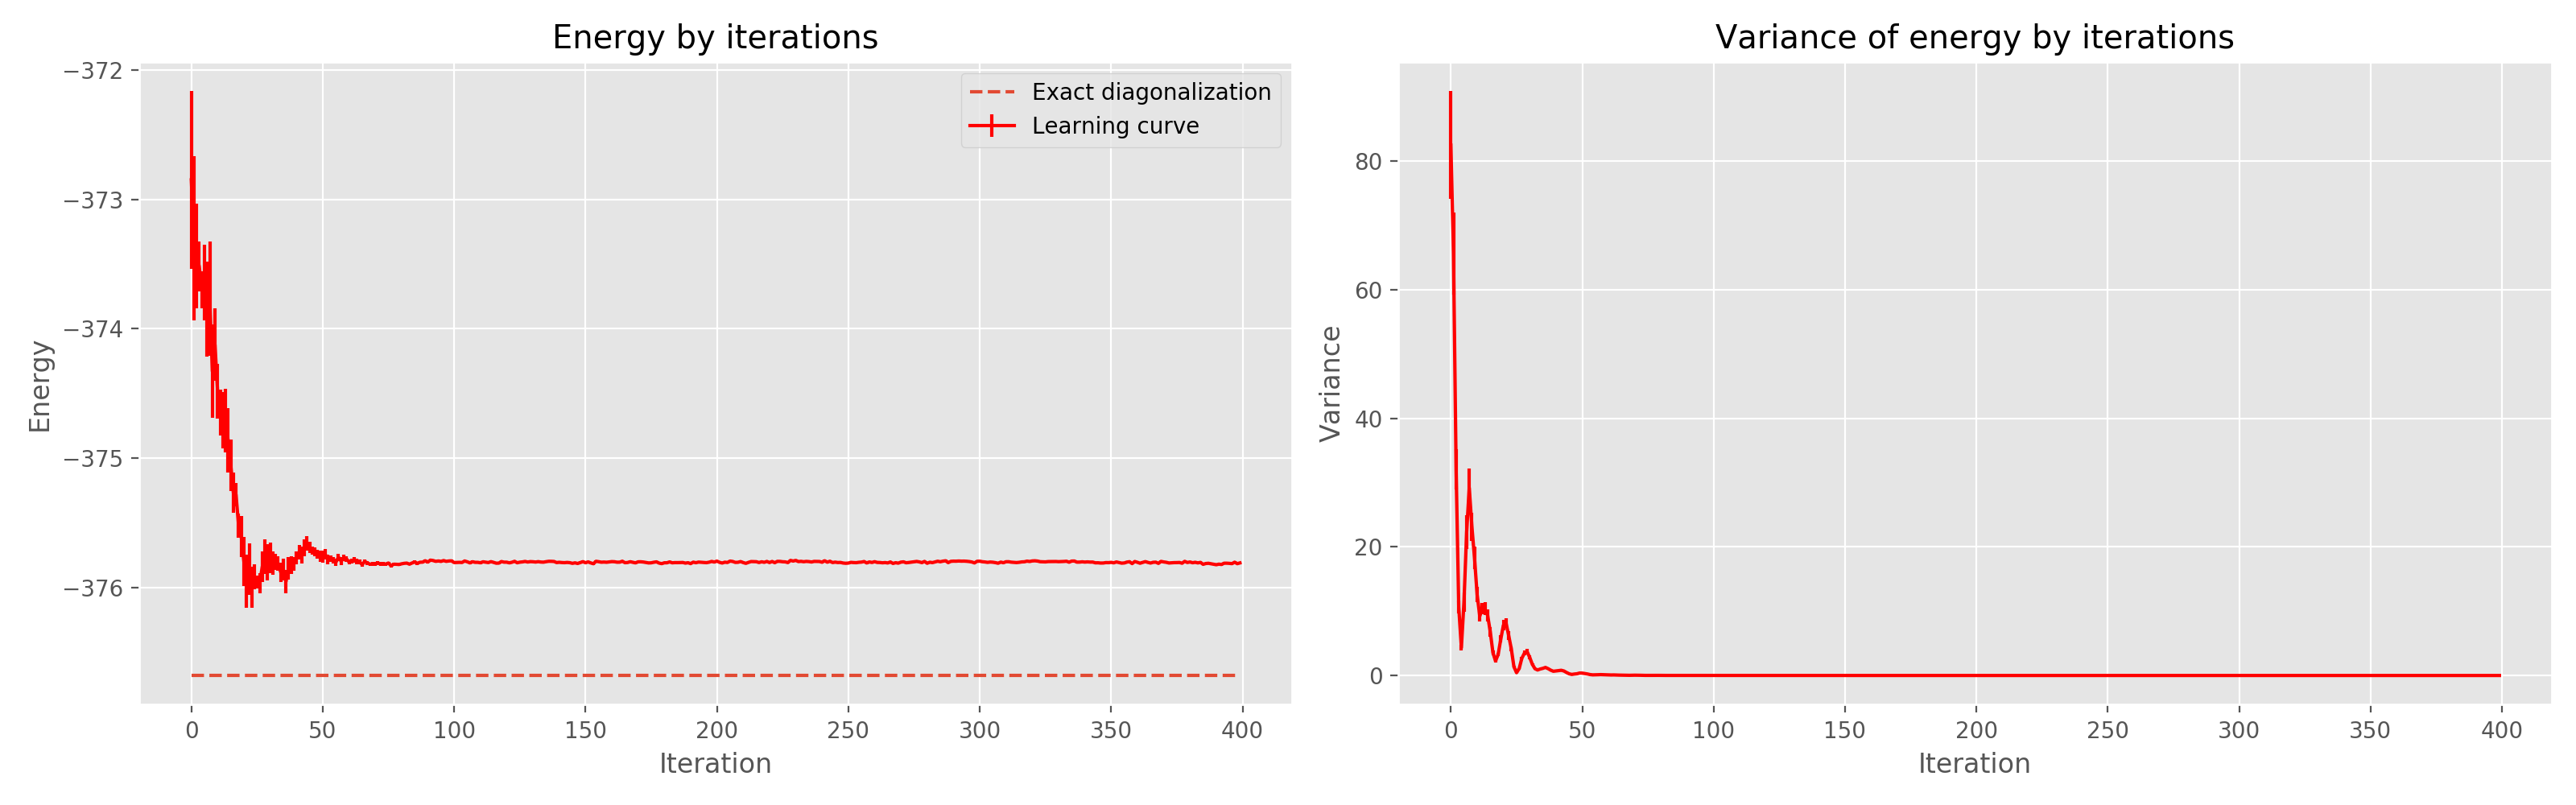 Energy by iterations
Exact diagonalization
Learning curve
Energy
−372
−373
−374
−375
−376
0 50 100 150 200 250 300 350 400
Iteration
Variance of energy by iterations
Variance
80
60
40
20
0
0 50 100 150 200 250 300 350 400
Iteration